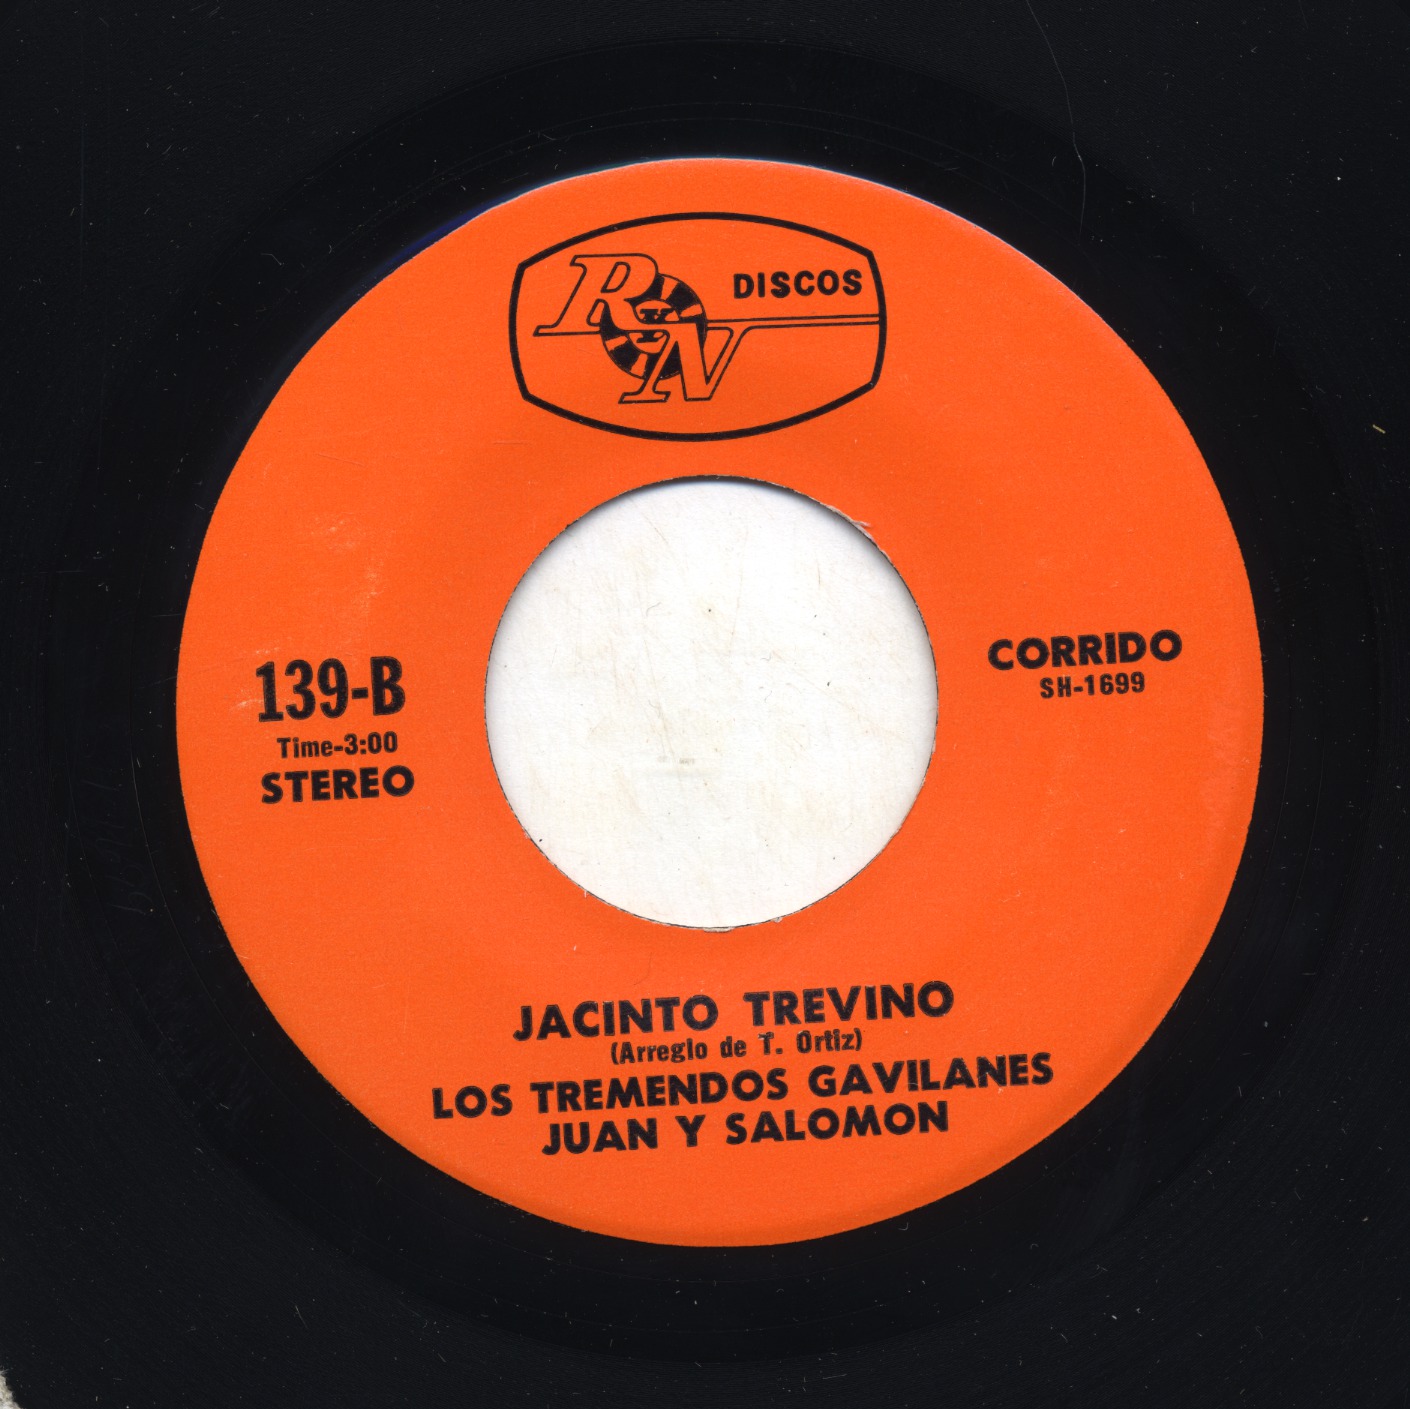 R Y N DISCOS
139-B
Time-3:00
STEREO
CORRIDO
SH-1699
JACINTO TREVINO
(Arreglo de T. Ortiz)
LOS TREMENDOS GAVILANES
JUAN Y SALOMON